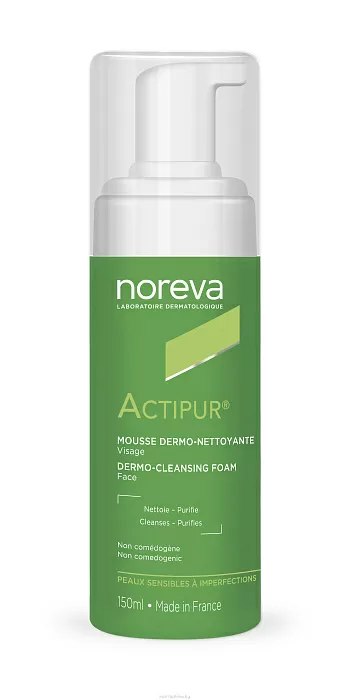 noreva
LABORATOIRE DERMATOLOGIQUE
ACTIPUR®
MOUSSE DERMO-NETTOYANTE
Visage
DERMO-CLEANSING FOAM
Face
Nettoie - Purifie
Cleanses - Purifies
Non comédogène
Non comedogenic
PEAUX SENSIBLES À IMPERFECTIONS
150ml • Made in France